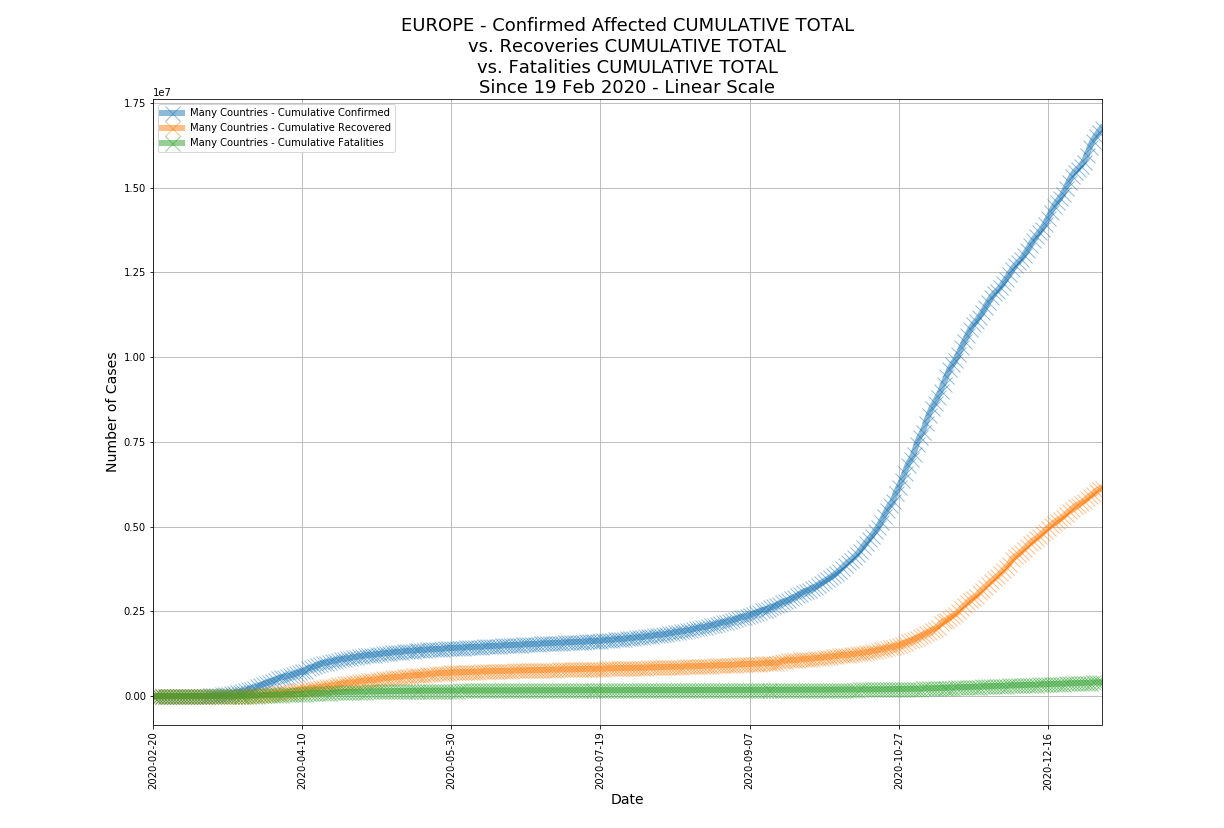 EUROPE - Confirmed Affected CUMULATIVE TOTAL
vs. Recoveries CUMULATIVE TOTAL
vs. Fatalities CUMULATIVE TOTAL
Since 19 Feb 2020 - Linear Scale
1e7
Many Countries - Cumulative Confirmed
Many Countries - Cumulative Recovered
Many Countries - Cumulative Fatalities
1.75
1.50
1.25
1.00
0.75
0.50
0.25
0.00
Number of Cases
2020-02-20
2020-04-10
2020-05-30
2020-07-19
2020-09-07
2020-10-27
2020-12-16
Date